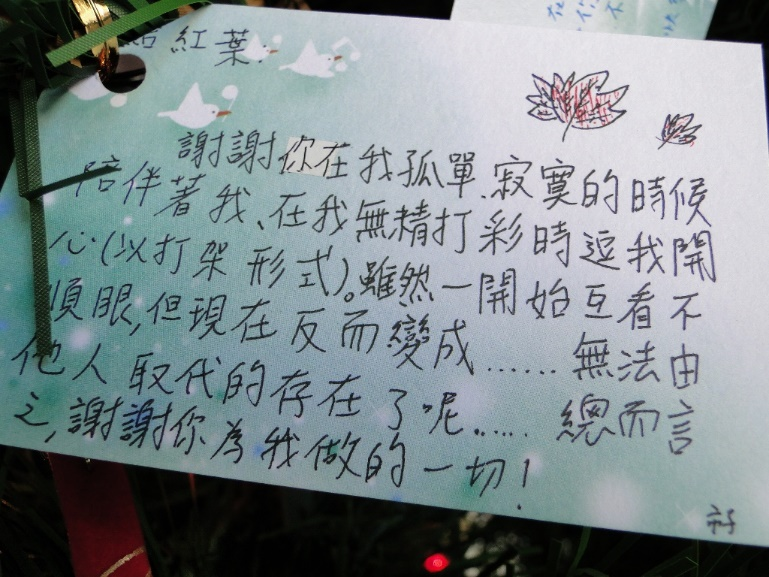 給紅葉:
謝謝你在我孤單、寂寞的時候
陪伴著我、在我無精打彩時逗我開
心(以打架形式)。雖然一開始互看不
順眼,但現在反而變成……無法由
他人取代的存在了呢。…… 總而言
之,謝謝你為我做的一切!